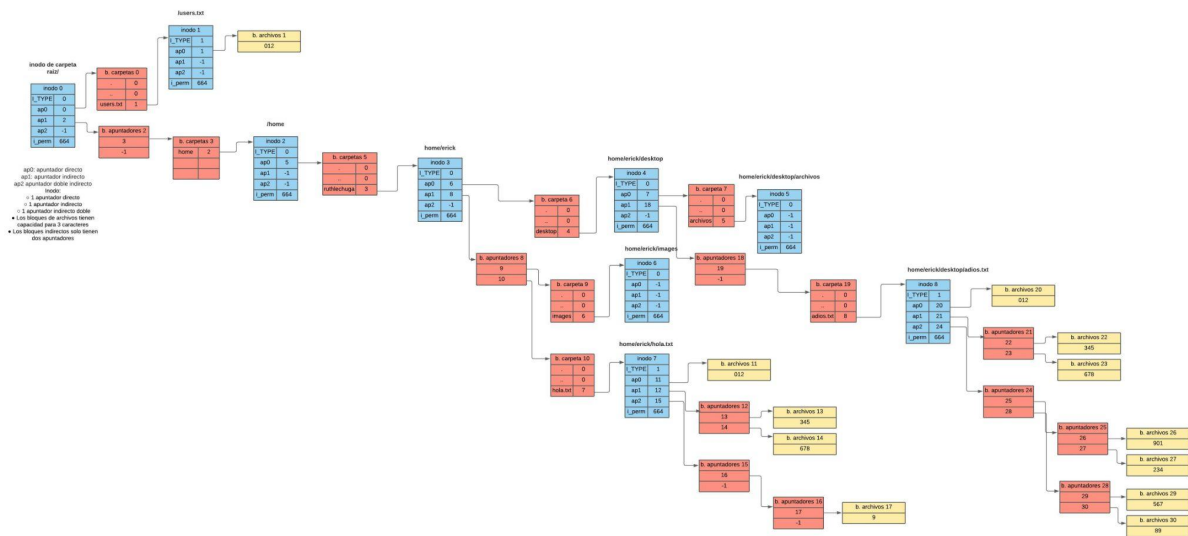 /users.txt
inodo 1
I_TYPE 1
ap0 1
ap1 -1
ap2 -1
i_perm 664
b. archivos 1
012
inodo de carpeta
raiz/
inodo 0
I_TYPE 0
ap0 0
ap1 2
ap2 -1
i_perm 664
b. carpetas 0
. 0
.. 0
users.txt 1
b. apuntadores 2
3
-1
b. carpetas 3
home 2
ap0: apuntador directo
ap1: apuntador indirecto
ap2 apuntador doble indirecto
Inodo:
○ 1 apuntador directo
○ 1 apuntador indirecto
○ 1 apuntador indirecto doble
● Los bloques de archivos tienen
capacidad para 3 caracteres
● Los bloques indirectos solo tienen
dos apuntadores
/home
inodo 2
I_TYPE 0
ap0 5
ap1 -1
ap2 -1
i_perm 664
b. carpetas 5
. 0
.. 0
ruthlechuga 3
home/erick
inodo 3
I_TYPE 0
ap0 6
ap1 8
ap2 -1
i_perm 664
b. carpeta 6
. 0
.. 0
desktop 4
home/erick/desktop
inodo 4
I_TYPE 0
ap0 7
ap1 18
ap2 -1
i_perm 664
b. carpeta 7
. 0
.. 0
archivos 5
home/erick/desktop/archivos
inodo 5
ap0 -1
ap1 -1
ap2 -1
i_perm 664
b. apuntadores 8
9
10
b. carpeta 9
. 0
.. 0
images 6
home/erick/images
inodo 6
I_TYPE 0
ap0 -1
ap1 -1
ap2 -1
i_perm 664
b. apuntadores 18
19
-1
b. carpeta 19
. 0
.. 0
adios.txt 8
b. carpeta 10
. 0
.. 0
hola.txt 7
home/erick/hola.txt
inodo 7
I_TYPE 1
ap0 11
ap1 12
ap2 15
i_perm 664
b. archivos 11
012
b. apuntadores 12
13
14
b. archivos 13
345
b. archivos 14
678
b. apuntadores 15
16
-1
b. apuntadores 16
17
-1
b. archivos 17
9
home/erick/desktop/adios.txt
inodo 8
I_TYPE 1
ap0 20
ap1 21
ap2 24
i_perm 664
b. archivos 20
012
b. apuntadores 21
22
23
b. archivos 22
345
b. archivos 23
678
b. apuntadores 24
25
28
b. apuntadores 25
26
27
b. archivos 26
901
b. archivos 27
234
b. apuntadores 28
29
30
b. archivos 29
567
b. archivos 30
89